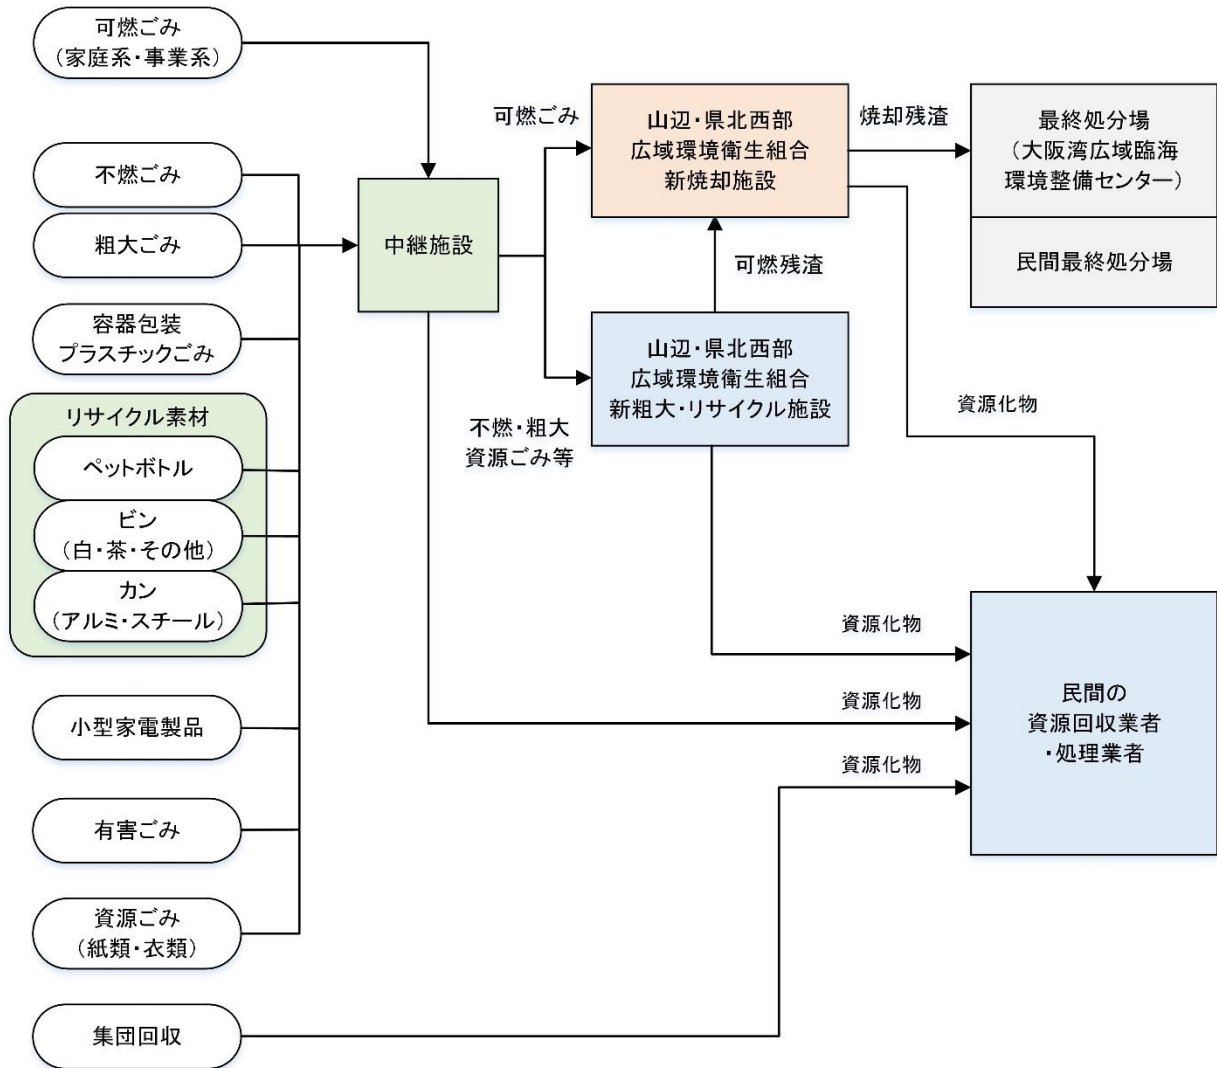 可燃ごみ
（家庭系・事業系）
不燃ごみ
粗大ごみ
容器包装
プラスチックごみ
リサイクル素材
ペットボトル
ビン
（白・茶・その他）
カン
（アルミ・スチール）
小型家電製品
有害ごみ
資源ごみ
（紙類・衣類）
集団回収
中継施設
可燃ごみ
不燃・粗大
資源ごみ等
山辺・県北西部
広域環境衛生組合
新焼却施設
可燃残渣
山辺・県北西部
広域環境衛生組合
新粗大・リサイクル施設
焼却残渣
最終処分場
（大阪湾広域臨海
環境整備センター）
民間最終処分場
資源化物
資源化物
資源化物
資源化物
民間の
資源回収業者
・処理業者